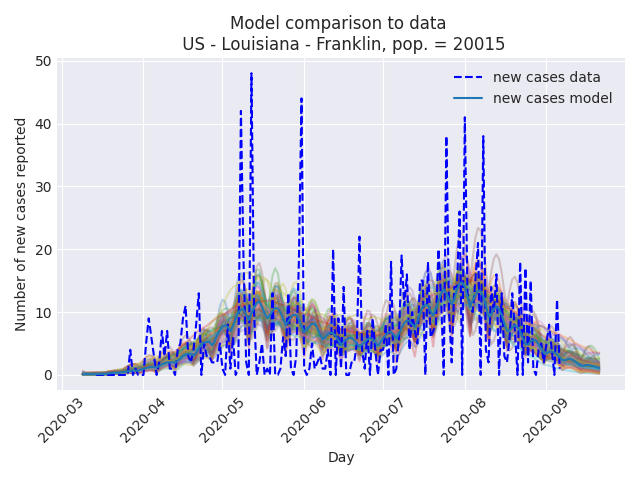 Model comparison to data
US - Louisiana - Franklin, pop. = 20015
new cases data
new cases model
Number of new cases reported
50
40
30
20
10
0
2020-03
2020-04
2020-05
2020-06
2020-07
2020-08
2020-09
Day